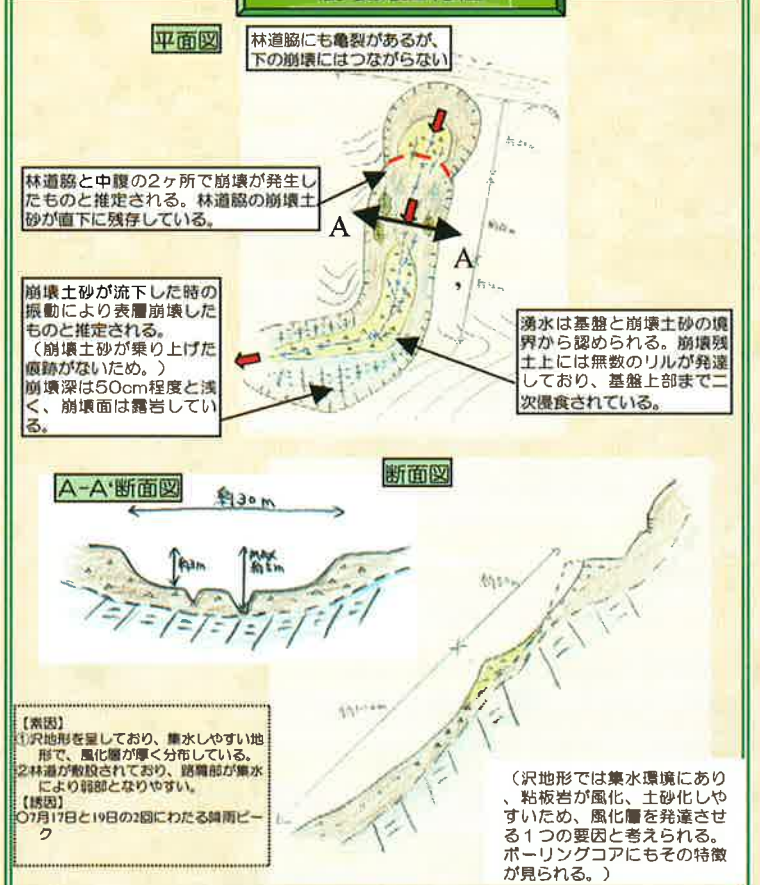 平面図
林道脇にも亀裂があるが、
下の崩壊にはつながらない
林道脇と中腹の2ヶ所で崩壊が発生し
たものと推定される。林道脇の崩壊土
砂が直下に残存している。
A
A
,
崩壊土砂が流下した時の
振動により表層崩壊した
ものと推定される。
(崩壊土砂が乗り上げた
痕跡がないため。)
崩壊深は50cm程度と浅
く、崩壊面は露岩してい
る。
湧水は基盤と崩壊土砂の境
界から認められる。崩壊残
土上には無数のリルが発達
しており、基盤上部まで二
次浸食されている。
A-A'断面図
約30m
約3m
MAX
断面図
【素因】
①沢地形を呈しており、集水しやすい地
形で、風化層が厚く分布している。
②林道が敷設されており、路肩部が集水
により弱部となりやすい。
【誘因】
〇7月17日と19日の2回にわたる降雨ピー
ク
(沢地形では集水環境にあり
、粘板岩が風化、土砂化しや
すいため、風化層を発達させ
る1つの要因と考えられる。
ボーリングコアにもその特徴
が見られる。)